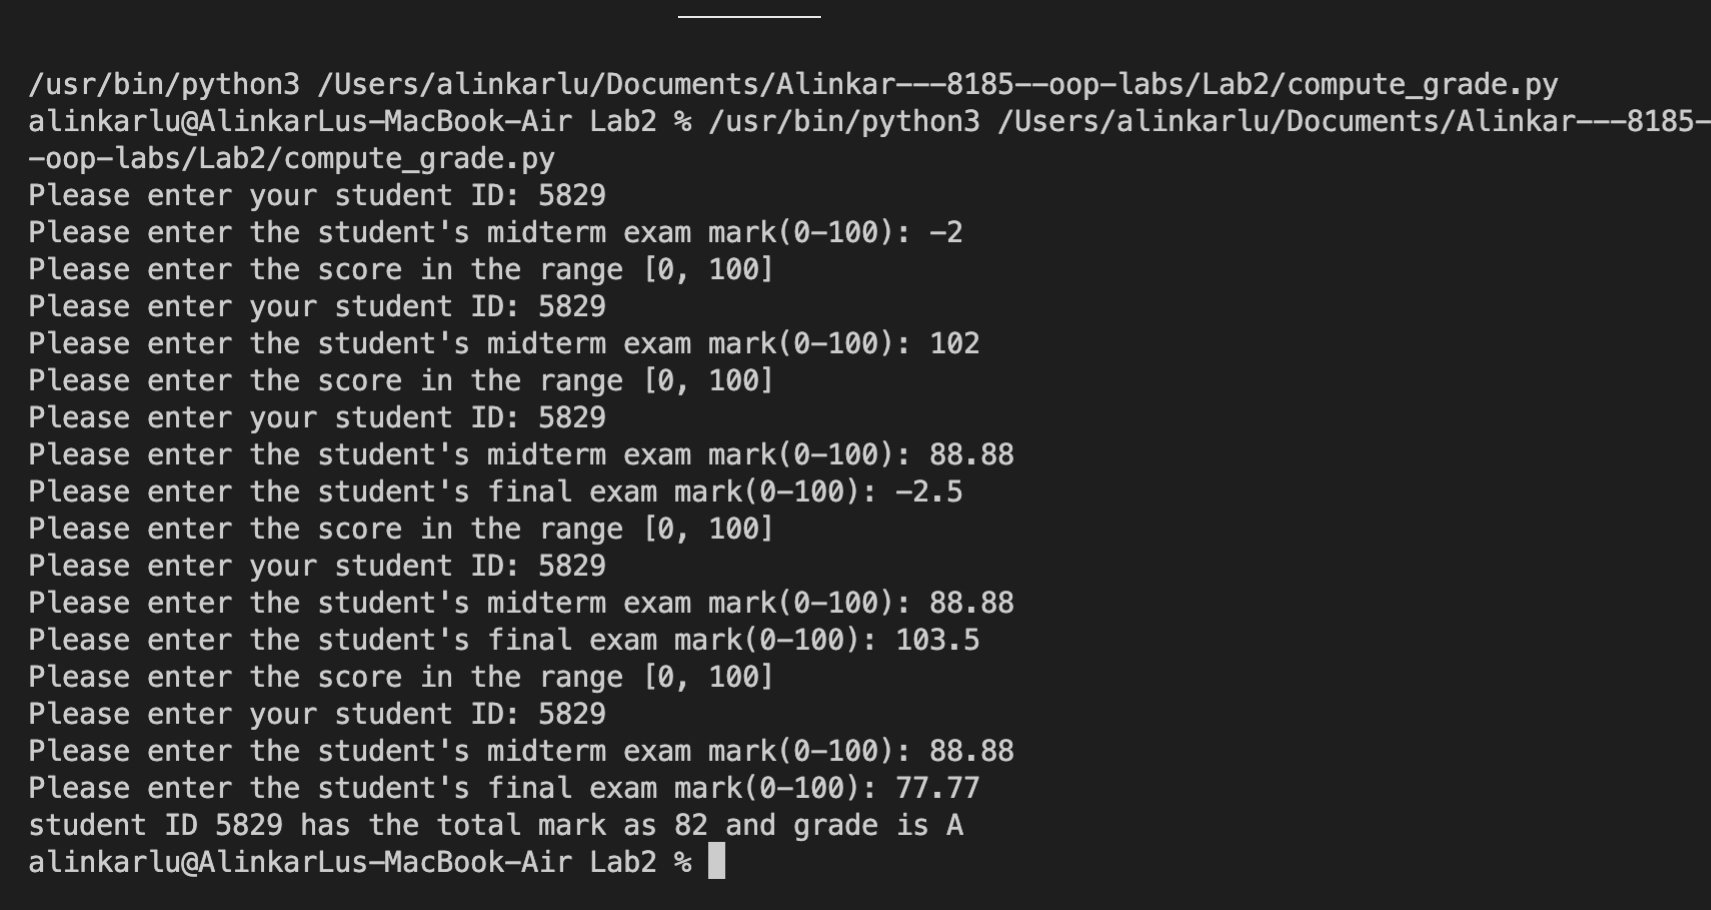 /usr/bin/python3 /Users/alinkarlu/Documents/Alinkar---8185--oop-labs/Lab2/compute_grade.py
alinkarlu@AlinkarLus-MacBook-Air Lab2 % /usr/bin/python3 /Users/alinkarlu/Documents/Alinkar---8185-
-oop-labs/Lab2/compute_grade.py
Please enter your student ID: 5829
Please enter the student's midterm exam mark(0-100): -2
Please enter the score in the range [0, 100]
Please enter your student ID: 5829
Please enter the student's midterm exam mark(0-100): 102
Please enter the score in the range [0, 100]
Please enter your student ID: 5829
Please enter the student's midterm exam mark(0-100): 88.88
Please enter the student's final exam mark(0-100): -2.5
Please enter the score in the range [0, 100]
Please enter your student ID: 5829
Please enter the student's midterm exam mark(0-100): 88.88
Please enter the student's final exam mark(0-100): 103.5
Please enter the score in the range [0, 100]
Please enter your student ID: 5829
Please enter the student's midterm exam mark(0-100): 88.88
Please enter the student's final exam mark(0-100): 77.77
student ID 5829 has the total mark as 82 and grade is A
alinkarlu@AlinkarLus-MacBook-Air Lab2 %